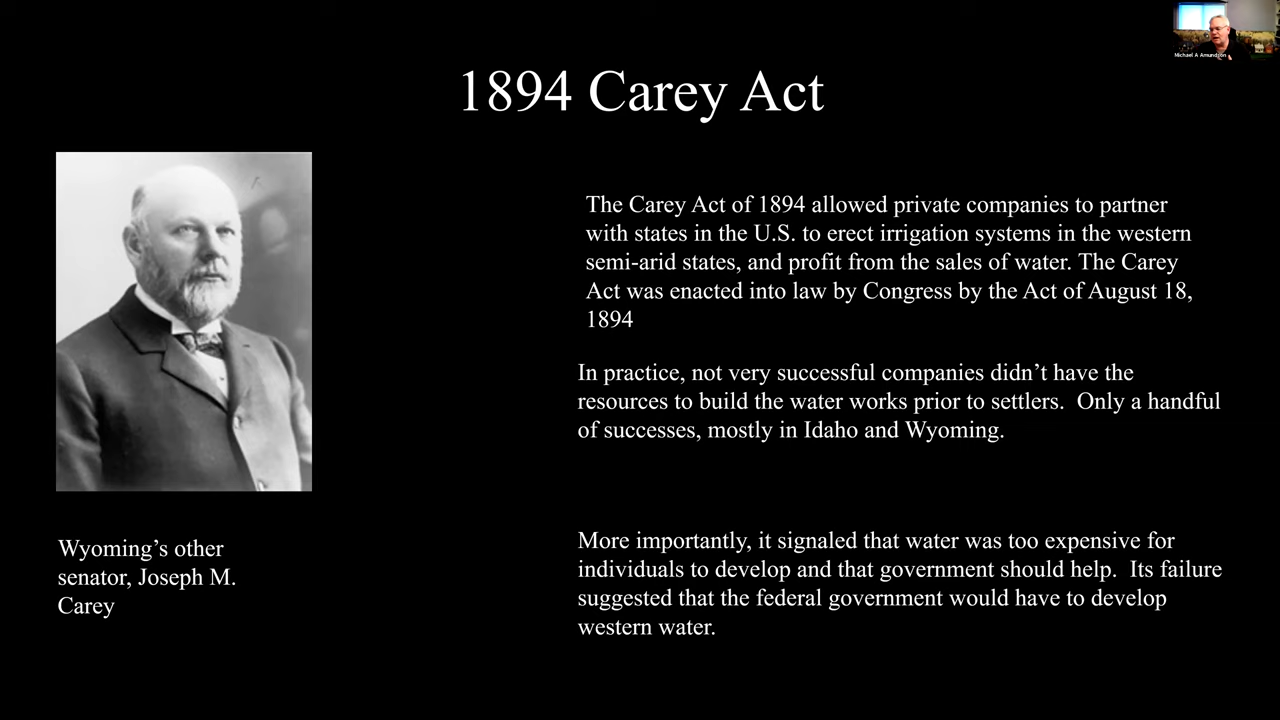 Michael A Amundson
1894 Carey Act
The Carey Act of 1894 allowed private companies to partner
with states in the U.S. to erect irrigation systems in the western
semi-arid states, and profit from the sales of water. The Carey
Act was enacted into law by Congress by the Act of August 18,
1894
In practice, not very successful companies didn’t have the
resources to build the water works prior to settlers.  Only a handful
of successes, mostly in Idaho and Wyoming.
Wyoming’s other
senator, Joseph M.
Carey
More importantly, it signaled that water was too expensive for
individuals to develop and that government should help.  Its failure
suggested that the federal government would have to develop
western water.